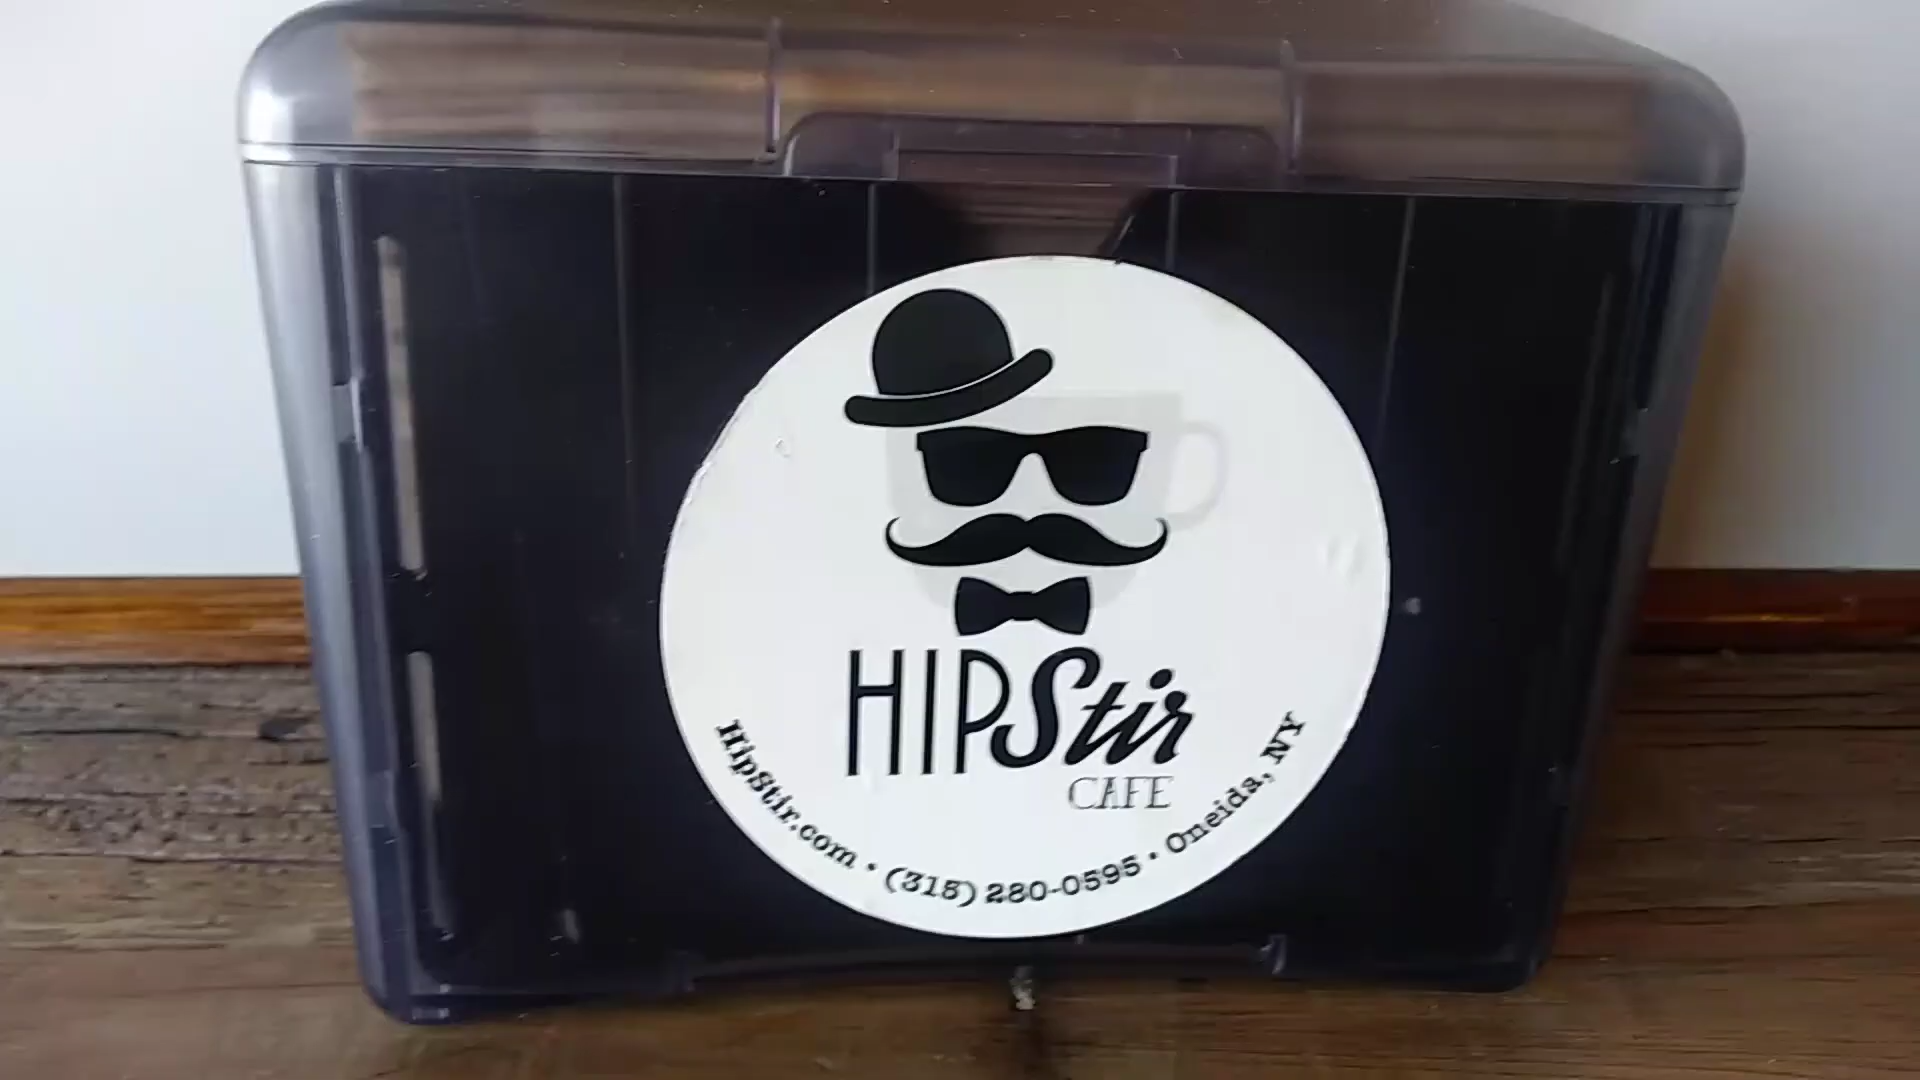 HIPStir
CAFE
HipStir.com • (315) 280-0595 • Oneida, NY